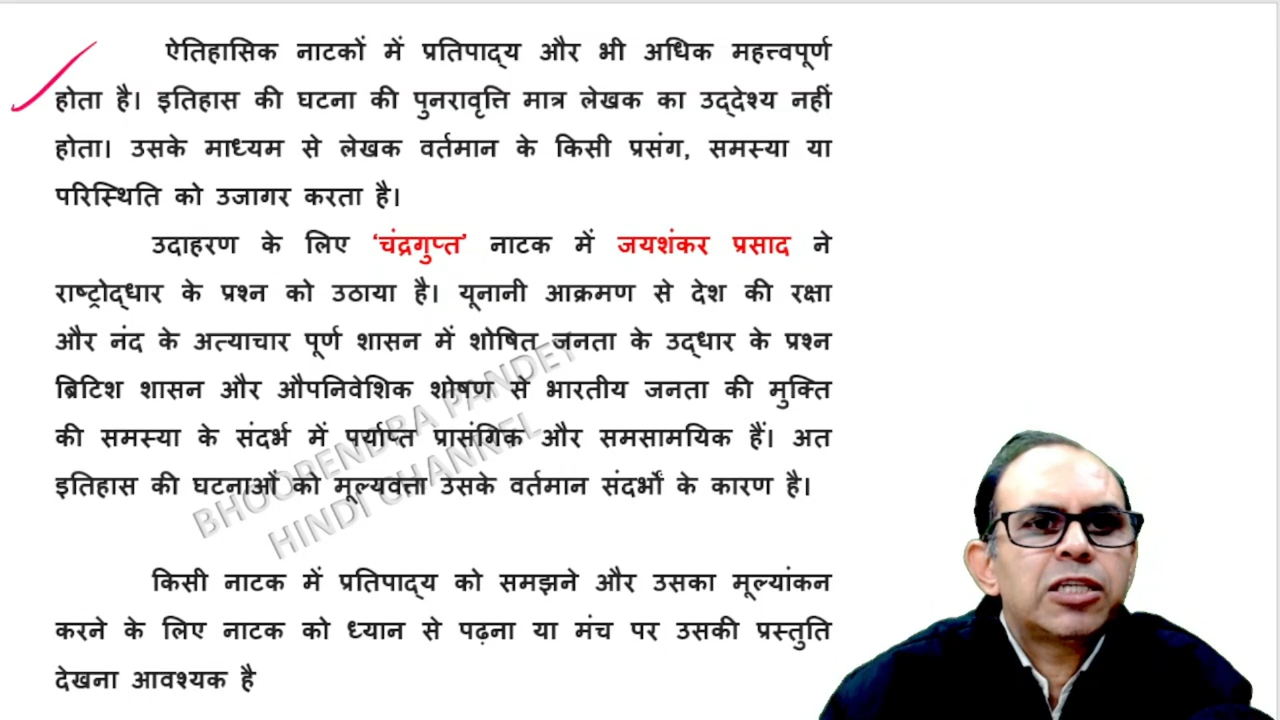 ऐतिहासिक नाटकों में प्रतिपाद्य और भी अधिक महत्त्वपूर्ण
होता है। इतिहास की घटना की पुनरावृत्ति मात्र लेखक का उद्देश्य नहीं
होता। उसके माध्यम से लेखक वर्तमान के किसी प्रसंग, समस्या या
परिस्थिति को उजागर करता है।
उदाहरण के लिए ‘चंद्रगुप्त’ नाटक में जयशंकर प्रसाद ने
राष्ट्रोद्धार के प्रश्न को उठाया है। यूनानी आक्रमण से देश की रक्षा
और नंद के अत्याचार पूर्ण शासन में शोषित जनता के उद्धार के प्रश्न
ब्रिटिश शासन और औपनिवेशिक शोषण से भारतीय जनता की मुक्ति
की समस्या के संदर्भ में पर्याप्त प्रासंगिक और समसामयिक हैं। अत
इतिहास की घटनाओं को मूल्यवत्ता उसके वर्तमान संदर्भों के कारण है।
BHOOPENDRA PANDEY
HINDI CHANNEL
किसी नाटक में प्रतिपाद्य को समझने और उसका मूल्यांकन
करने के लिए नाटक को ध्यान से पढ़ना या मंच पर उसकी प्रस्तुति
देखना आवश्यक है